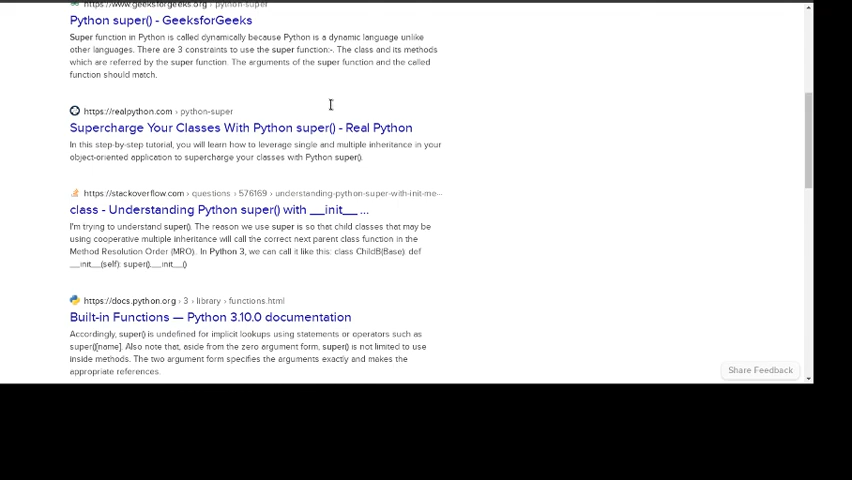 https://www.geeksforgeeks.org › python-super
Python super() - GeeksforGeeks
Super function in Python is called dynamically because Python is a dynamic language unlike
other languages. There are 3 constraints to use the super function:-. The class and its methods
which are referred by the super function. The arguments of the super function and the called
function should match.
https://realpython.com › python-super
Supercharge Your Classes With Python super() - Real Python
In this step-by-step tutorial, you will learn how to leverage single and multiple inheritance in your
object-oriented application to supercharge your classes with Python super().
https://stackoverflow.com › questions › 576169 › understanding-python-super-with-init-me...
class - Understanding Python super() with __init__ ...
I'm trying to understand super(). The reason we use super is so that child classes that may be
using cooperative multiple inheritance will call the correct next parent class function in the
Method Resolution Order (MRO). In Python 3, we can call it like this: class ChildB(Base): def
__init__(self): super().__init__()
https://docs.python.org › 3 › library › functions.html
Built-in Functions — Python 3.10.0 documentation
Accordingly, super() is undefined for implicit lookups using statements or operators such as
super()[name]. Also note that, aside from the zero argument form, super() is not limited to use
inside methods. The two argument form specifies the arguments exactly and makes the
appropriate references.
Share Feedback